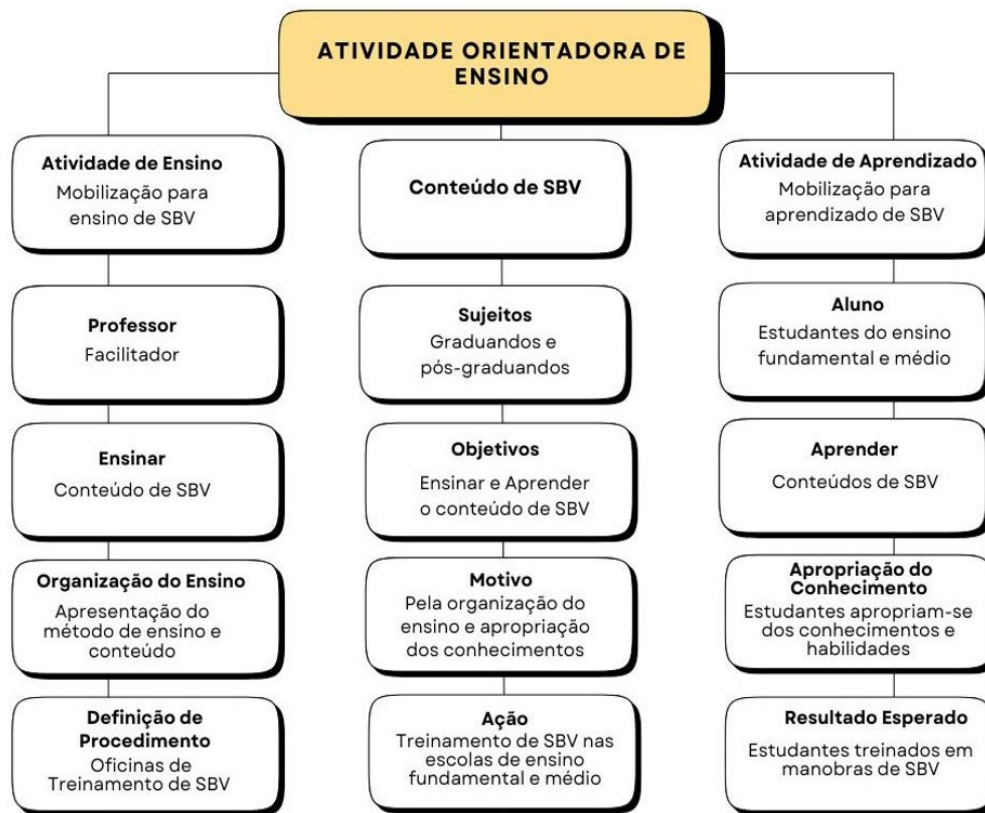 ATIVIDADE ORIENTADORA DE
ENSINO
Atividade de Ensino
Mobilização para
ensino de SBV
Professor
Facilitador
Ensinar
Conteúdo de SBV
Organização do Ensino
Apresentação do
método de ensino e
conteúdo
Definição de
Procedimento
Oficinas de
Treinamento de SBV
Conteúdo de SBV
Sujeitos
Graduandos e
pós-graduandos
Objetivos
Ensinar e Aprender
o conteúdo de SBV
Motivo
Pela organização do
ensino e apropriação
dos conhecimentos
Ação
Treinamento de SBV nas
escolas de ensino
fundamental e médio
Atividade de Aprendizado
Mobilização para
aprendizado de SBV
Aluno
Estudantes do ensino
fundamental e médio
Aprender
Conteúdos de SBV
Apropriação do
Conhecimento
Estudantes apropriam-se
dos conhecimentos e
habilidades
Resultado Esperado
Estudantes treinados em
manobras de SBV